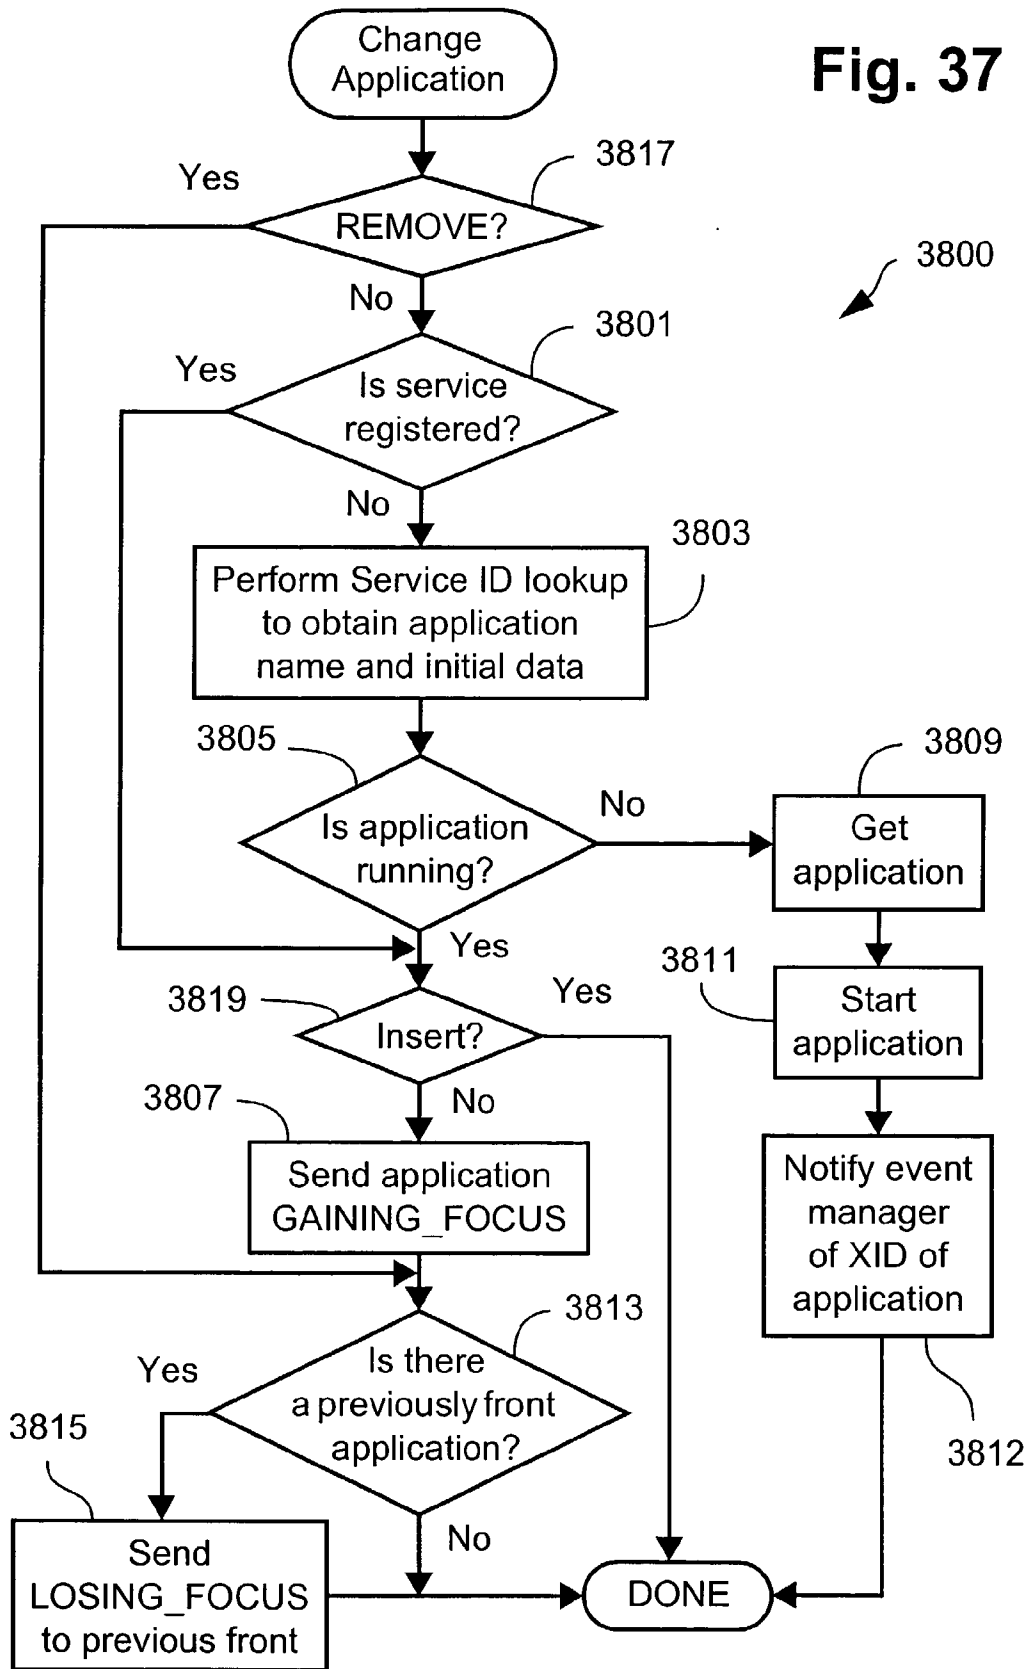 Change
Application
Fig. 37
3817
Yes
REMOVE?
3800
No
3801
Yes
Is service
registered?
No
3803
Perform Service ID lookup
to obtain application
name and initial data
3805
3809
No
Is application
running?
Get
application
Yes
3811
3819
Yes
Start
application
Insert?
3807
No
Send application
GAINING_FOCUS
Notify event
manager
of XID of
application
3813
Yes
Is there
a previously front
application?
3815
3812
No
Send
LOSING_FOCUS
to previous front
DONE